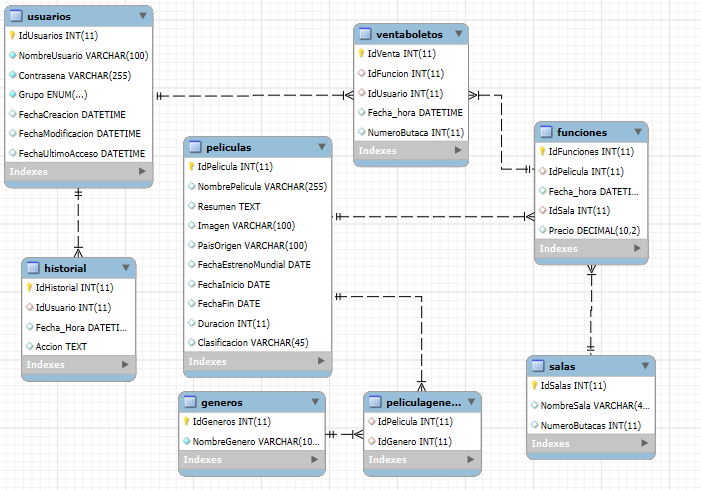 usuarios
IdUsuarios INT(11)
NombreUsuario VARCHAR(100)
Contrasena VARCHAR(255)
Grupo ENUM(...)
FechaCreacion DATETIME
FechaModificacion DATETIME
FechaUltimoAcceso DATETIME
Indexes
ventaboletos
IdVenta INT(11)
IdFuncion INT(11)
IdUsuario INT(11)
Fecha_hora DATETIME
NumeroButaca INT(11)
Indexes
peliculas
IdPelicula INT(11)
NombrePelicula VARCHAR(255)
Resumen TEXT
Imagen VARCHAR(100)
PaisOrigen VARCHAR(100)
FechaEstrenoMundial DATE
FechaInicio DATE
FechaFin DATE
Duracion INT(11)
Clasificacion VARCHAR(45)
Indexes
funciones
IdFunciones INT(11)
IdPelicula INT(11)
Fecha_hora DATETI...
IdSala INT(11)
Precio DECIMAL(10,2)
Indexes
historial
IdHistorial INT(11)
IdUsuario INT(11)
Fecha_Hora DATETI...
Accion TEXT
Indexes
generos
IdGeneros INT(11)
NombreGenero VARCHAR(10...
Indexes
peliculagene...
IdPelicula INT(11)
IdGenero INT(11)
Indexes
salas
IdSalas INT(11)
NombreSala VARCHAR(4...
NumeroButacas INT(11)
Indexes